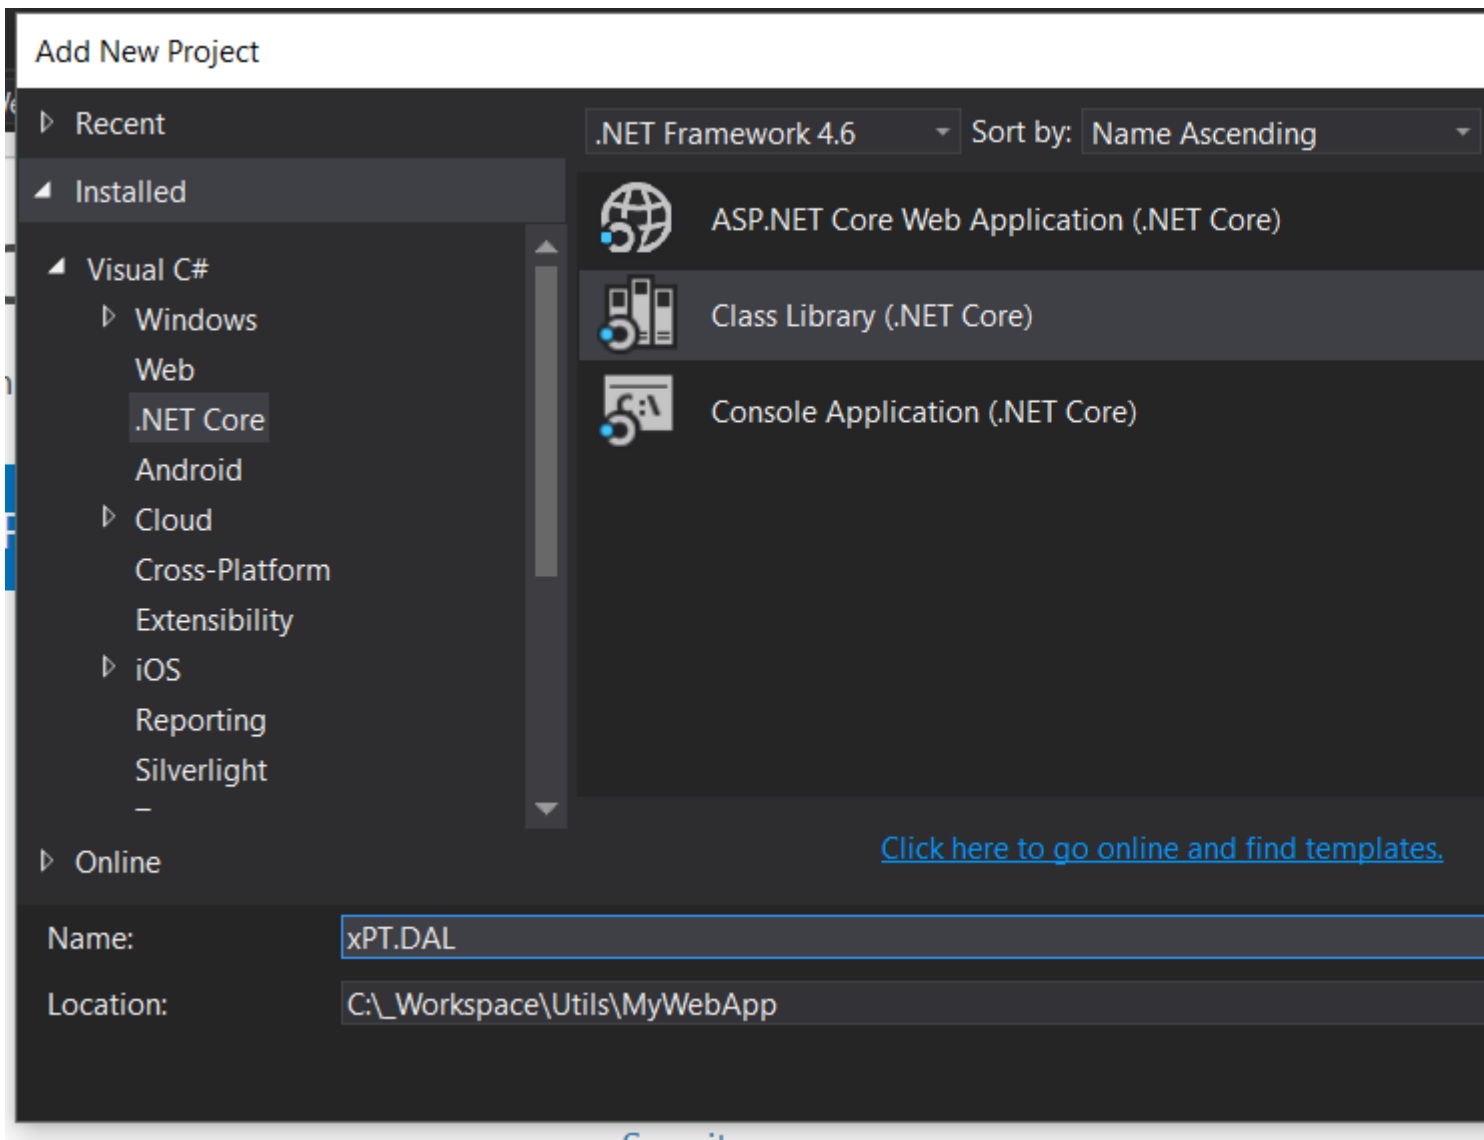 Add New Project
Recent
Installed
Visual C#
Windows
Web
.NET Core
Android
Cloud
Cross-Platform
Extensibility
iOS
Reporting
Silverlight
Online
.NET Framework 4.6
Sort by: Name Ascending
ASP.NET Core Web Application (.NET Core)
Class Library (.NET Core)
Console Application (.NET Core)
Click here to go online and find templates.
Name: xPT.DAL
Location: C:\_Workspace\Utils\MyWebApp